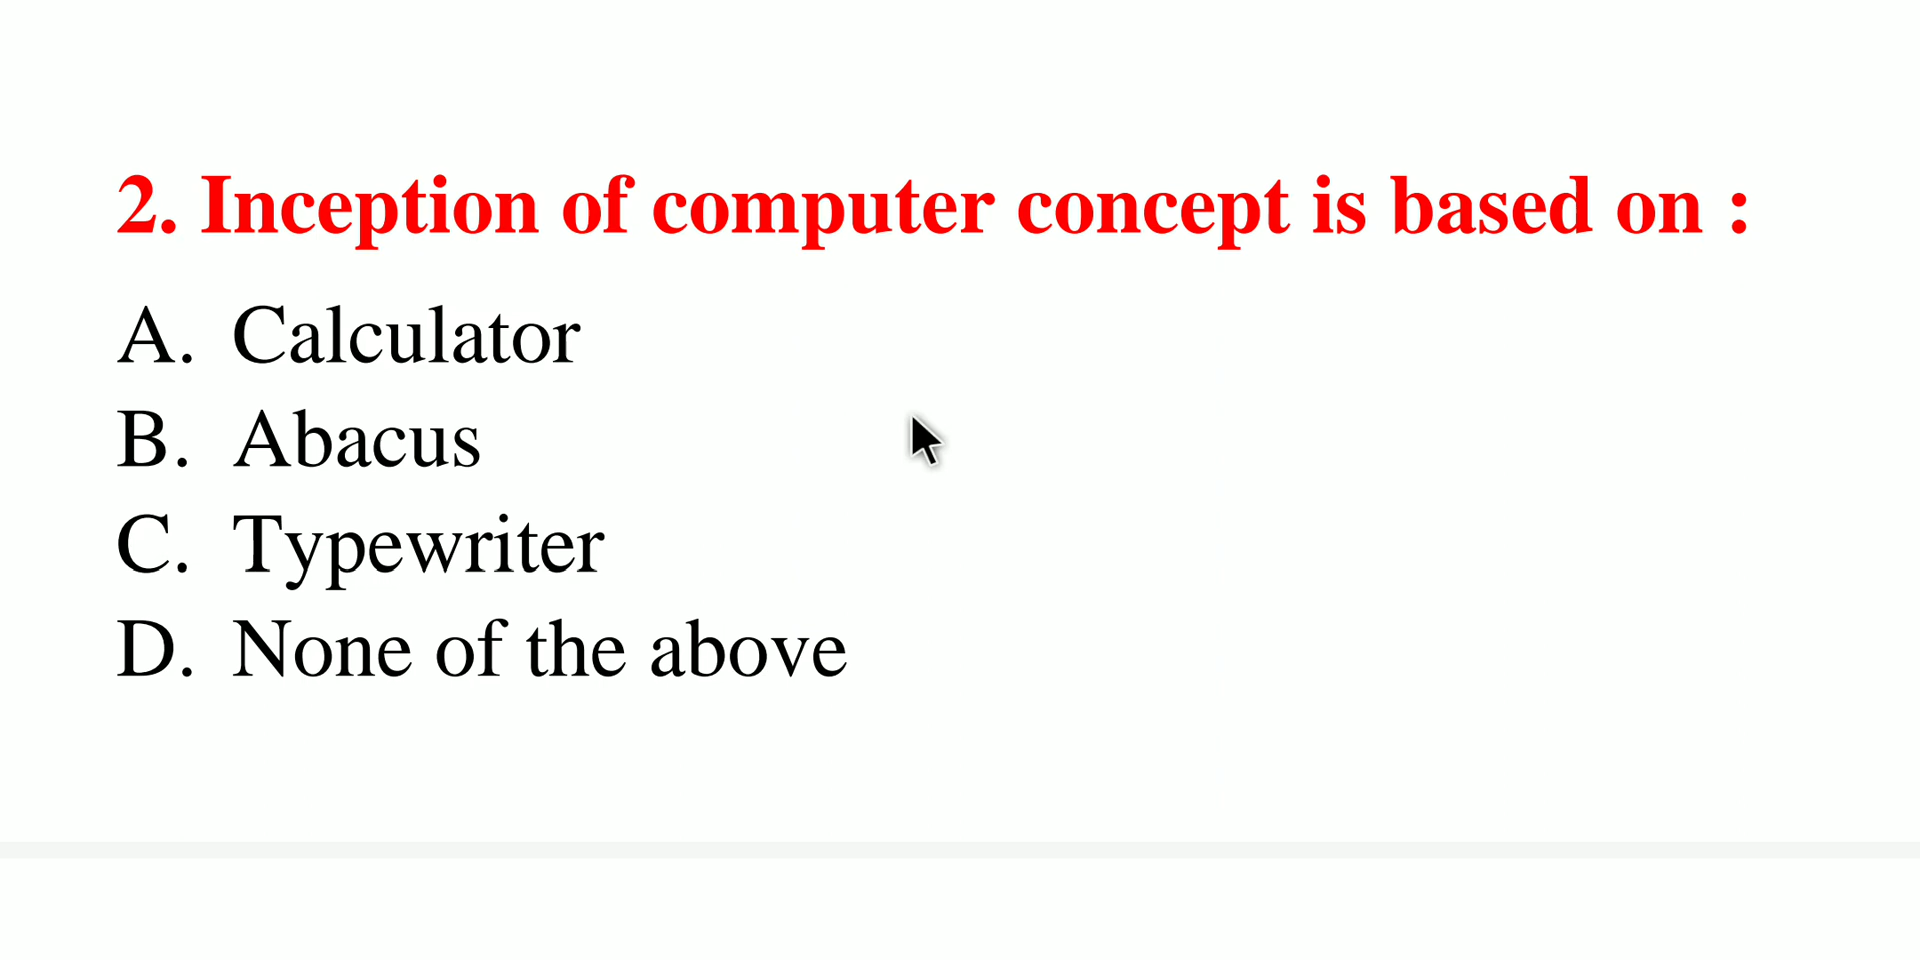 2. Inception of computer concept is based on :
A. Calculator
B. Abacus
C. Typewriter
D. None of the above